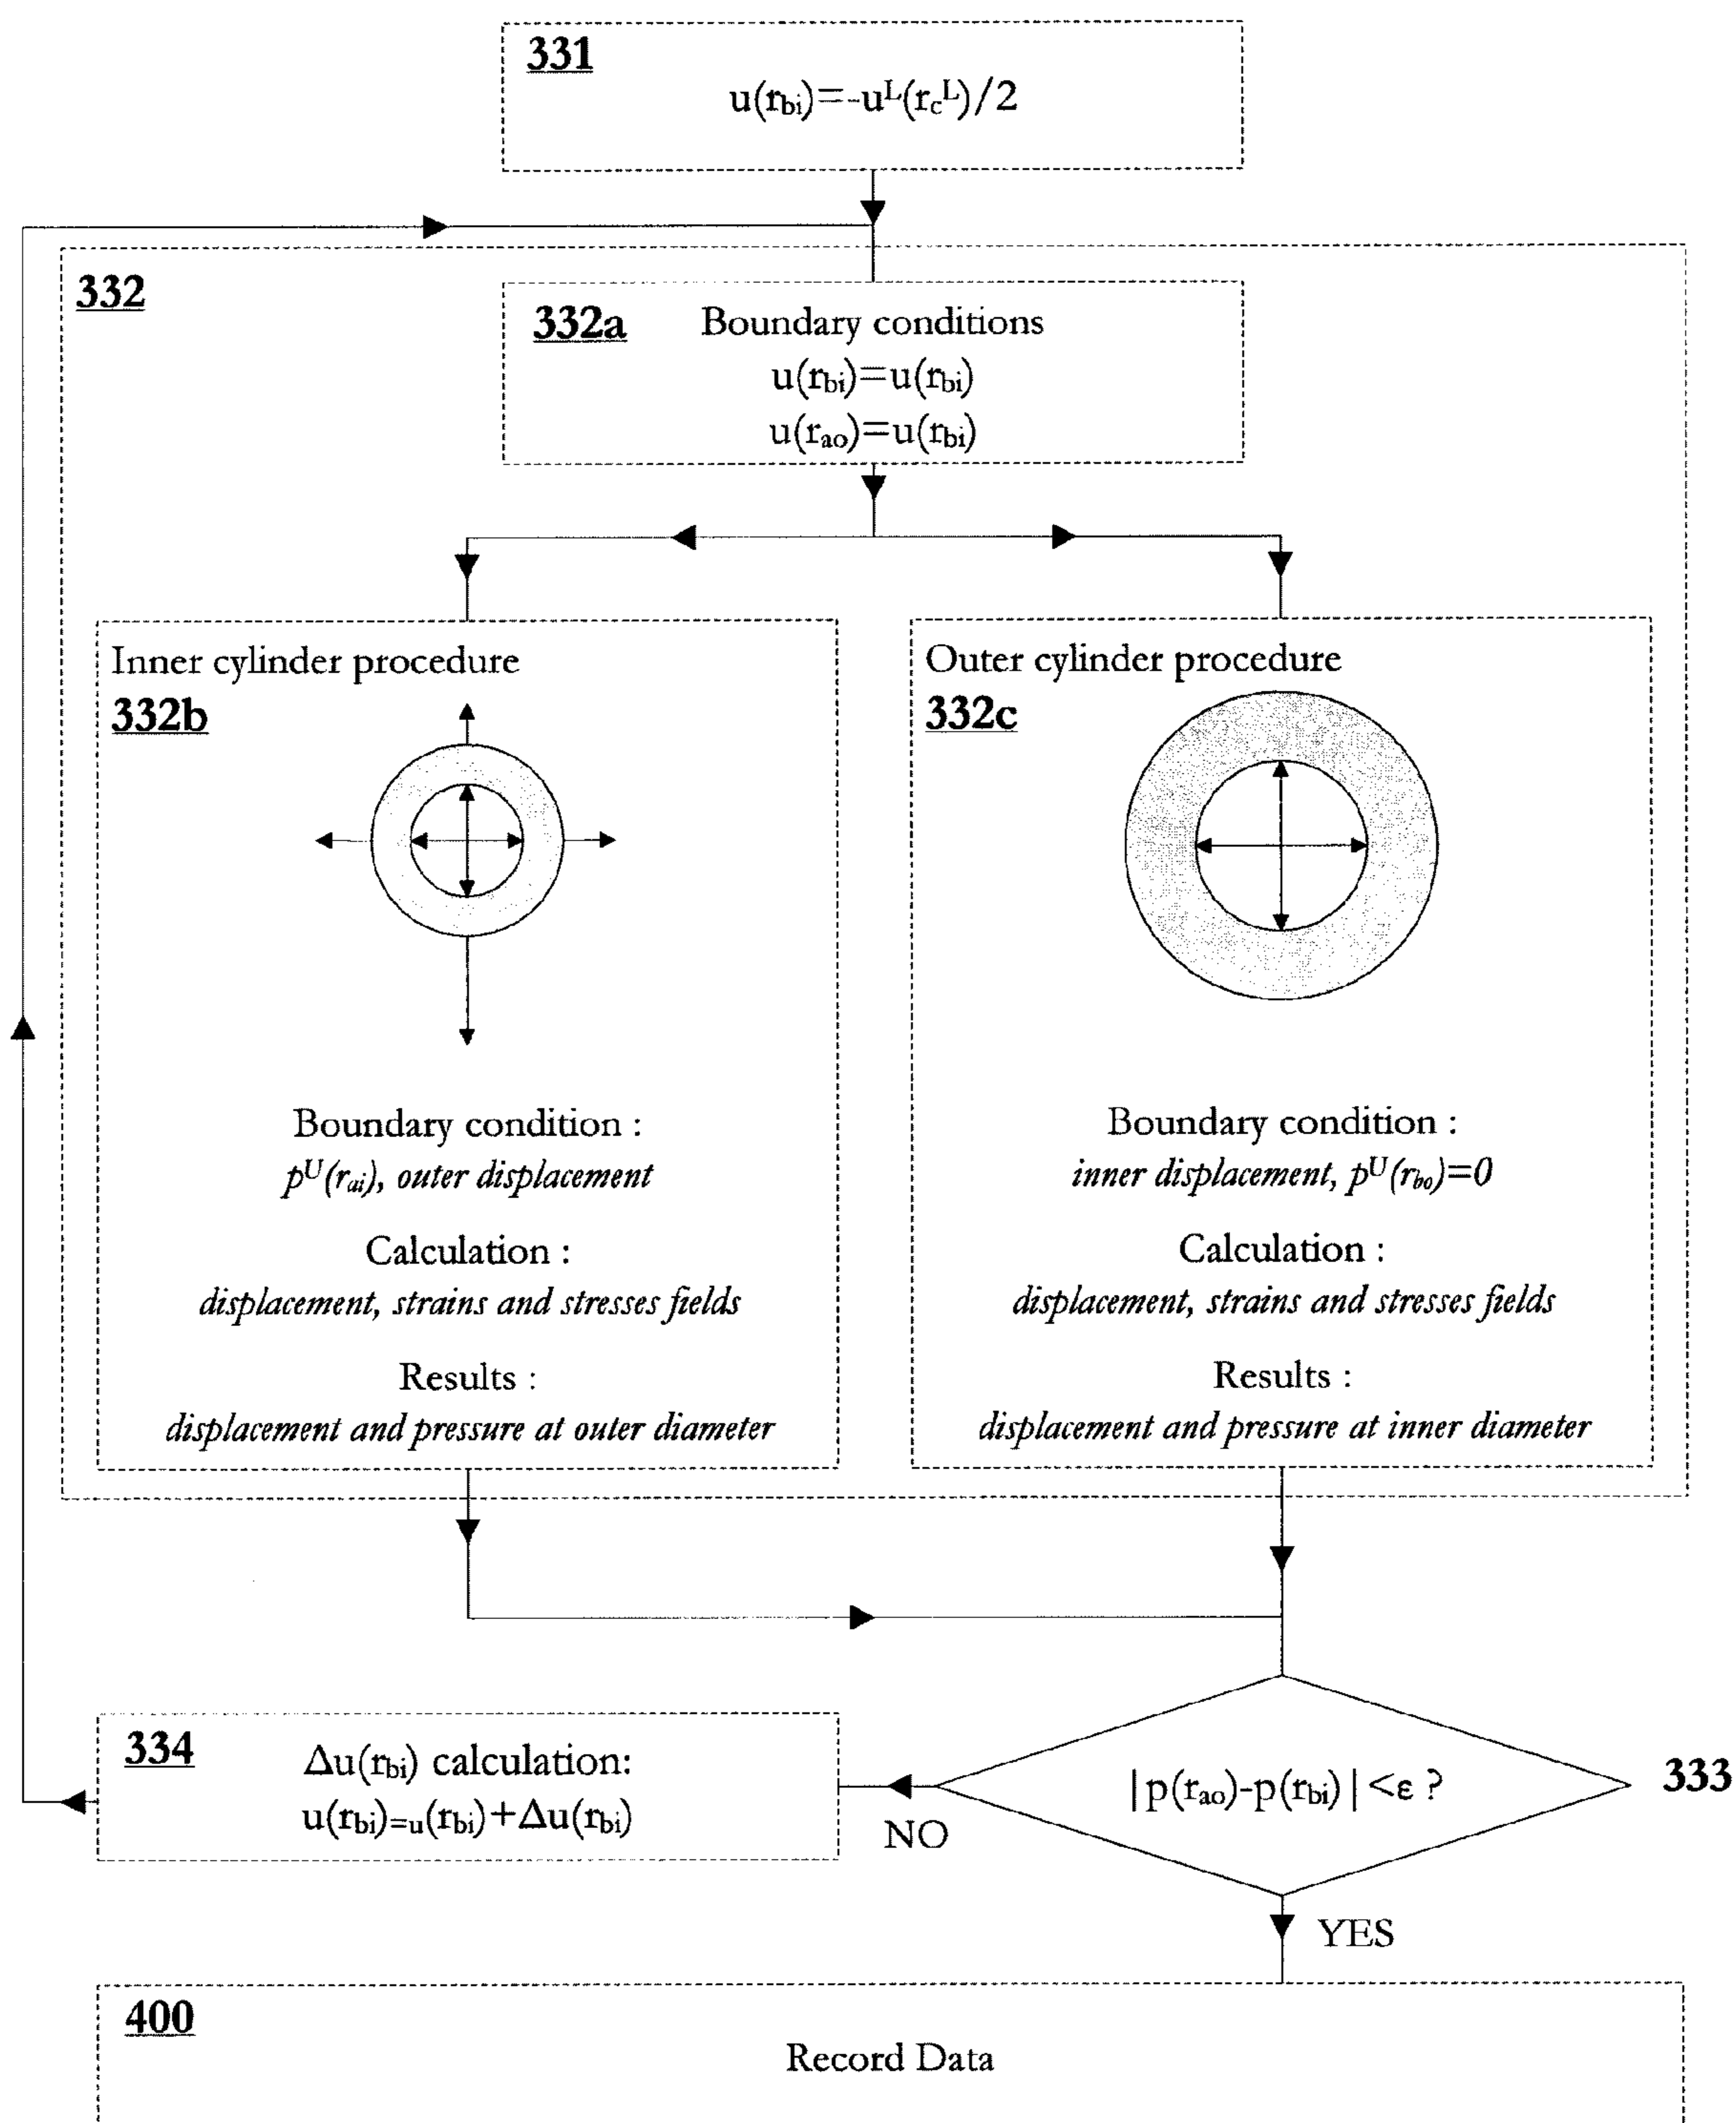 331
u(rbi)=-uᴸ(rcᴸ)/2
332
332a Boundary conditions
u(rbi)=u(rbi)
u(rao)=u(rbi)
Inner cylinder procedure
332b
Boundary condition :
pᵁ(rai), outer displacement
Calculation :
displacement, strains and stresses fields
Results :
displacement and pressure at outer diameter
Outer cylinder procedure
332c
Boundary condition :
inner displacement, pᵁ(rbo)=0
Calculation :
displacement, strains and stresses fields
Results :
displacement and pressure at inner diameter
334
Δu(rbi) calculation:
u(rbi)=u(rbi)+Δu(rbi)
NO
|p(rao)-p(rbi)|<ε ?
333
YES
400
Record Data